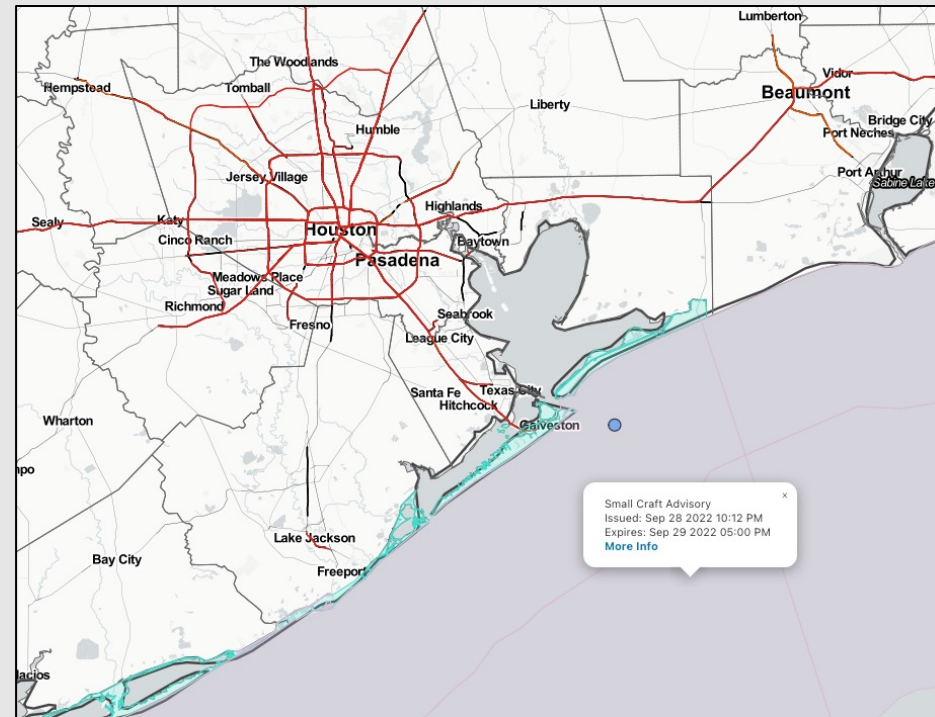 Lumberton
The Woodlands
Hempstead
Tomball
Vidor
Beaumont
Liberty
Bridge City
Humble
Port Neches
Jersey Village
Port Arthur
Sabine Lake
Highlands
Sealy
Katy
Houston
Cinco Ranch
Baytown
Pasadena
Meadows Place
Sugar Land
Richmond
Seabrook
Fresno
League City
Santa Fe
Texas City
Hitchcock
Wharton
Galveston
mpo
×
Small Craft Advisory
Issued: Sep 28 2022 10:12 PM
Expires: Sep 29 2022 05:00 PM
More Info
Lake Jackson
Bay City
Freeport
lacios